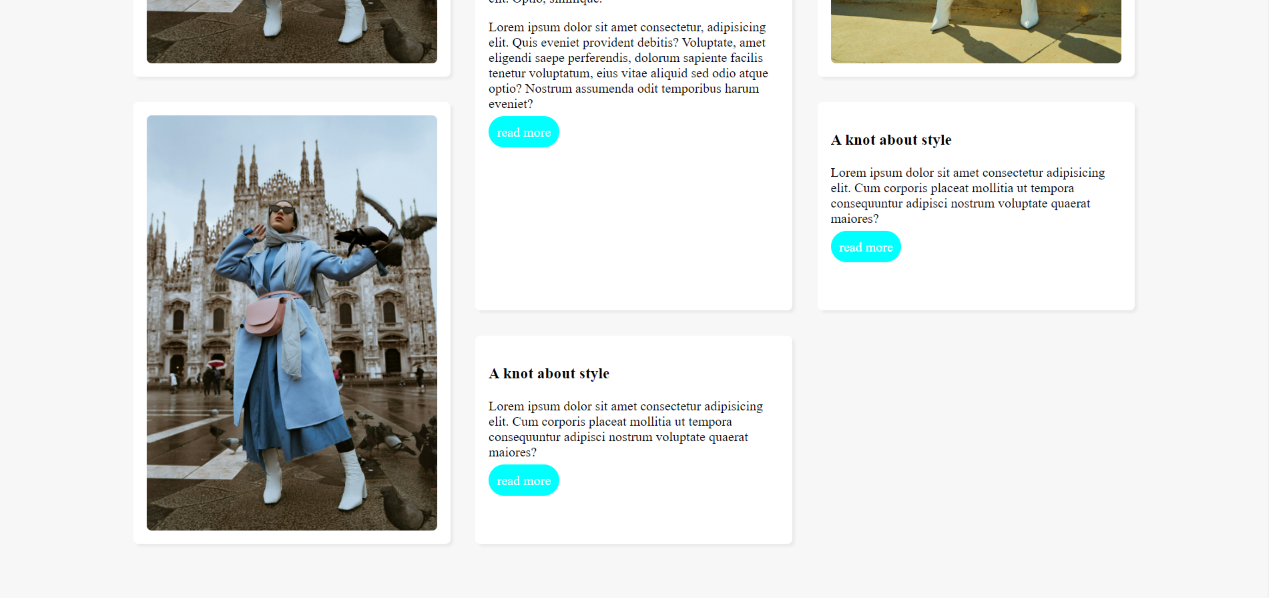 elit. Optio, similique.
Lorem ipsum dolor sit amet consectetur, adipisicing
elit. Quis eveniet provident debitis? Voluptate, amet
eligendi saepe perferendis, dolorum sapiente facilis
tenetur voluptatum, eius vitae aliquid sed odio atque
optio? Nostrum assumenda odit temporibus harum
eveniet?
read more
A knot about style
Lorem ipsum dolor sit amet consectetur adipisicing
elit. Cum corporis placeat mollitia ut tempora
consequuntur adipisci nostrum voluptate quaerat
maiores?
read more
A knot about style
Lorem ipsum dolor sit amet consectetur adipisicing
elit. Cum corporis placeat mollitia ut tempora
consequuntur adipisci nostrum voluptate quaerat
maiores?
read more